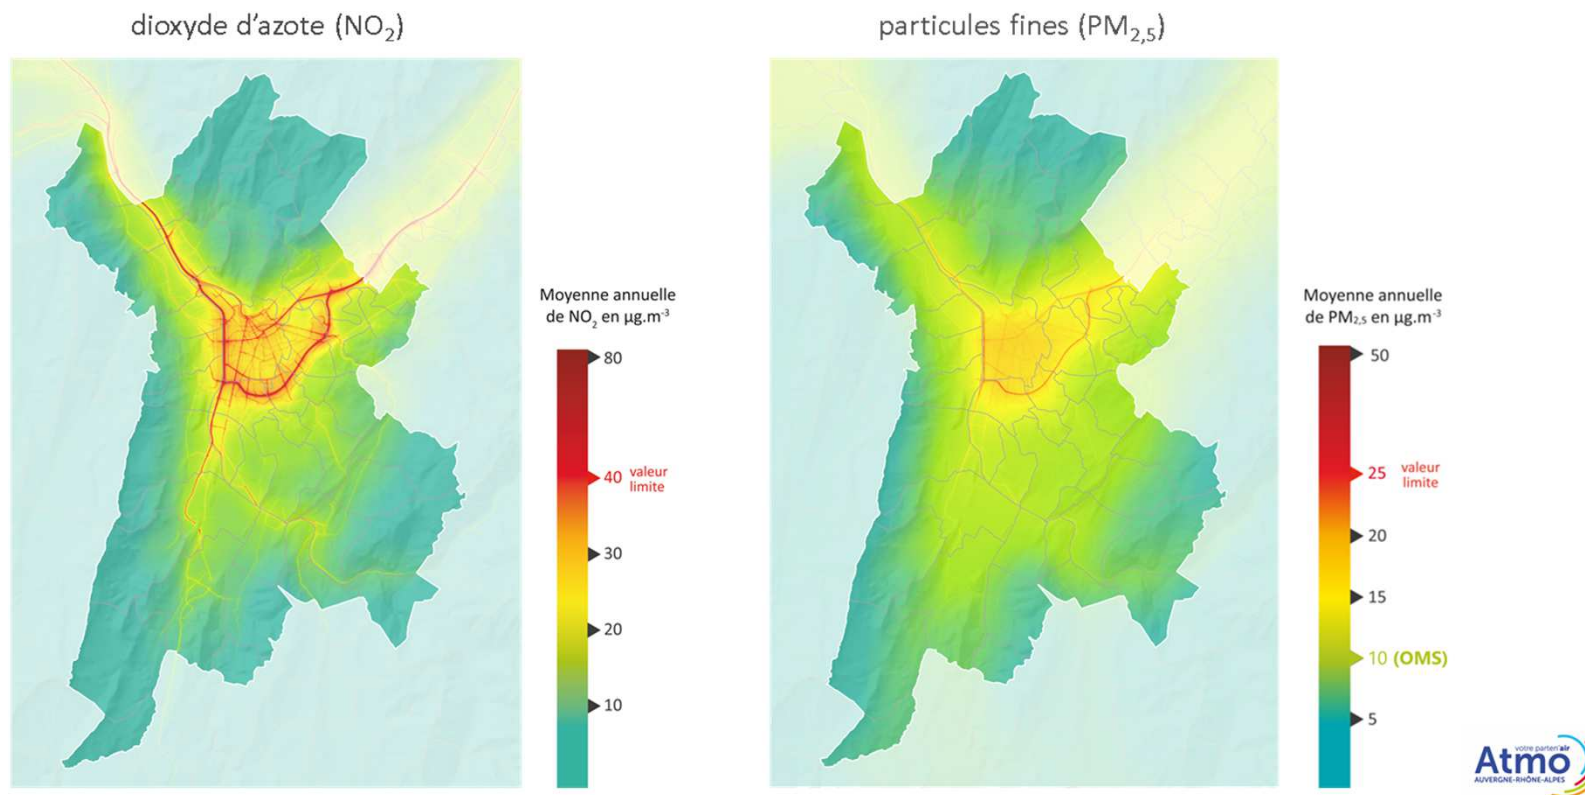 dioxyde d'azote (NO₂)
particules fines (PM₂,₅)
Moyenne annuelle
de NO₂ en µg.m⁻³
80
40 valeur
limite
30
20
10
Moyenne annuelle
de PM₂,₅ en µg.m⁻³
50
25 valeur
limite
20
15
10 (OMS)
5
votre parten'air
Atmo
AUVERGNE-RHÔNE-ALPES